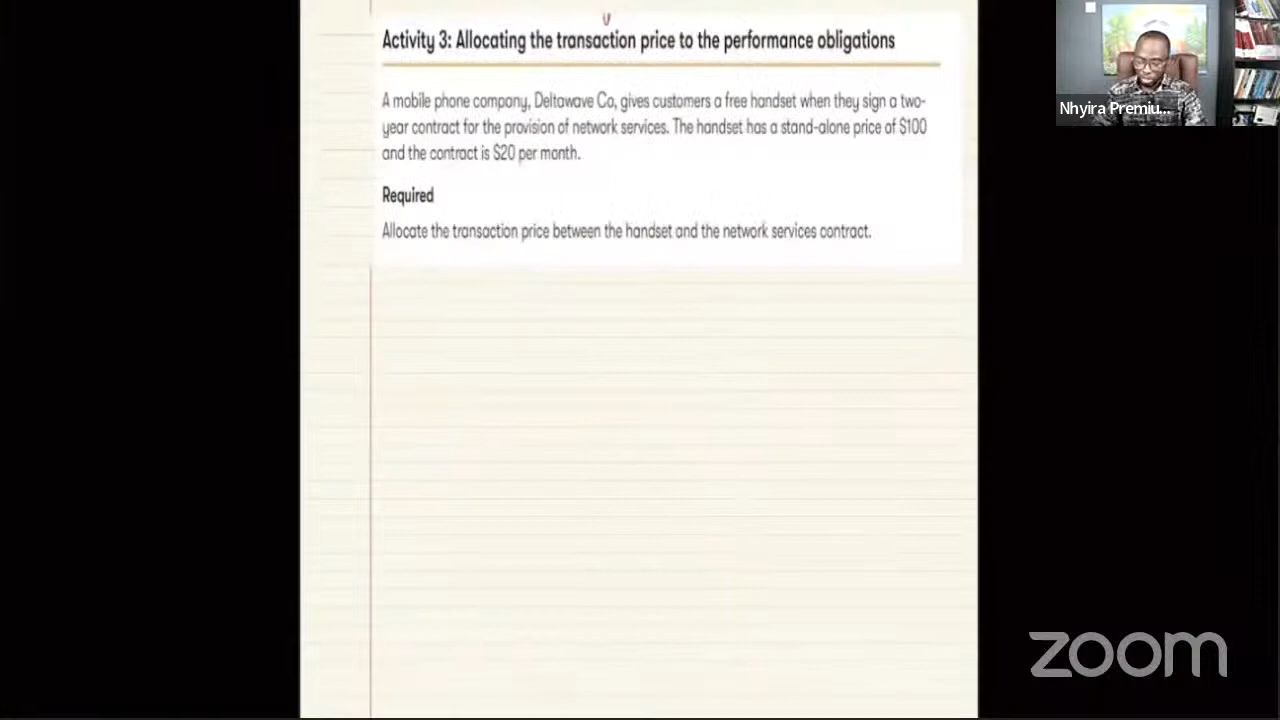 Activity 3: Allocating the transaction price to the performance obligations
A mobile phone company, Deltawave Co, gives customers a free handset when they sign a two-
year contract for the provision of network services. The handset has a stand-alone price of $100
and the contract is $20 per month.
Required
Allocate the transaction price between the handset and the network services contract.
Nhyira Premiu...
zoom